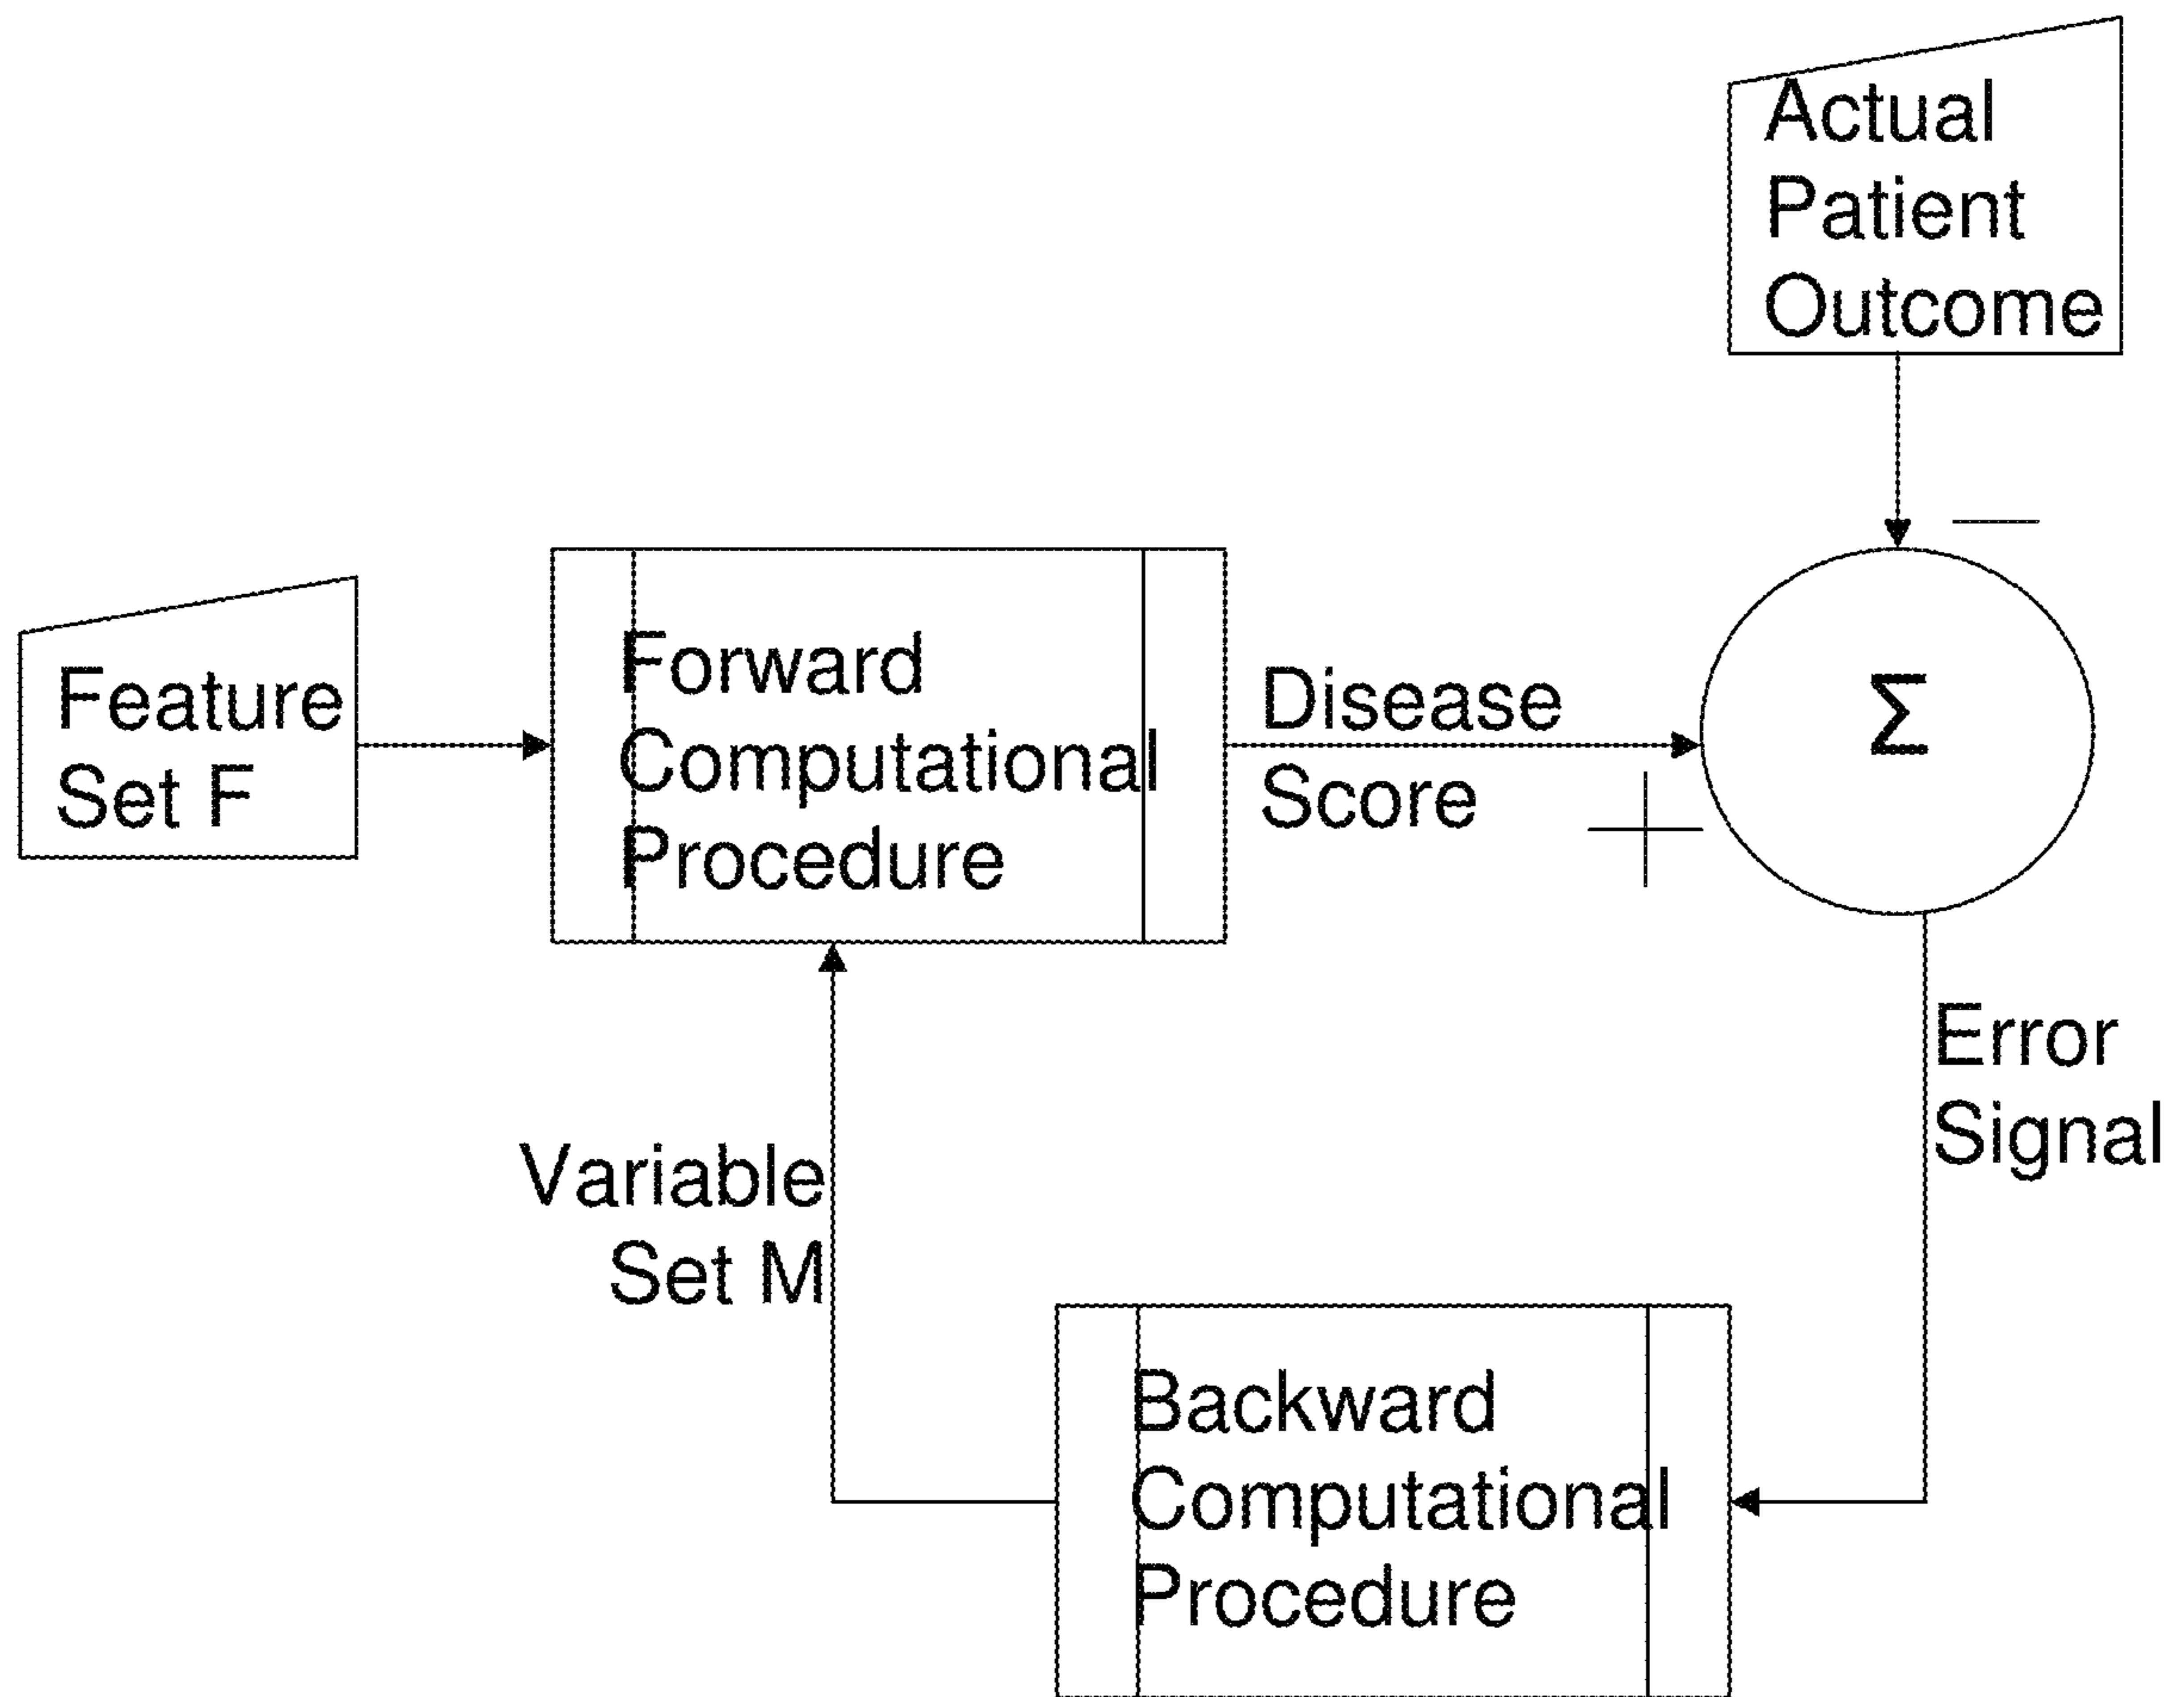 Actual
Patient
Outcome
Feature
Set F
Forward
Computational
Procedure
Disease
Score
—
+
Σ
Error
Signal
Variable
Set M
Backward
Computational
Procedure